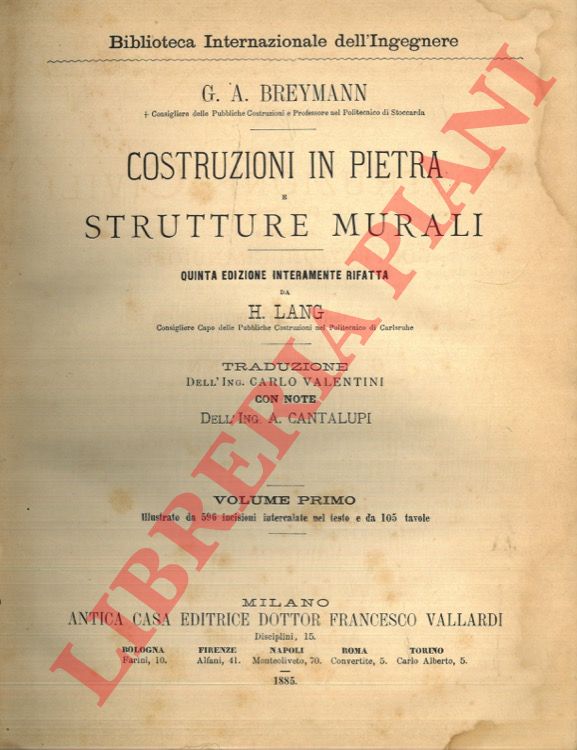 Biblioteca Internazionale dell'Ingegnere
G. A. BREYMANN
† Consigliere delle Pubbliche Costruzioni e Professore nel Politecnico di Stoccarda
COSTRUZIONI IN PIETRA
E
STRUTTURE MURALI
QUINTA EDIZIONE INTERAMENTE RIFATTA
DA
H. LANG
Consigliere Capo delle Pubbliche Costruzioni nel Politecnico di Carlsruhe
TRADUZIONE
DELL'ING. CARLO VALENTINI
CON NOTE
DELL'ING. A. CANTALUPI
VOLUME PRIMO
Illustrato da 596 incisioni intercalate nel testo e da 105 tavole
MILANO
ANTICA CASA EDITRICE DOTTOR FRANCESCO VALLARDI
Disciplini, 15.
BOLOGNA FIRENZE NAPOLI ROMA TORINO
Farini, 10. Alfani, 41. Monteoliveto, 70. Convertite, 5. Carlo Alberto, 5.
1885.
LIBRERIA PIANI